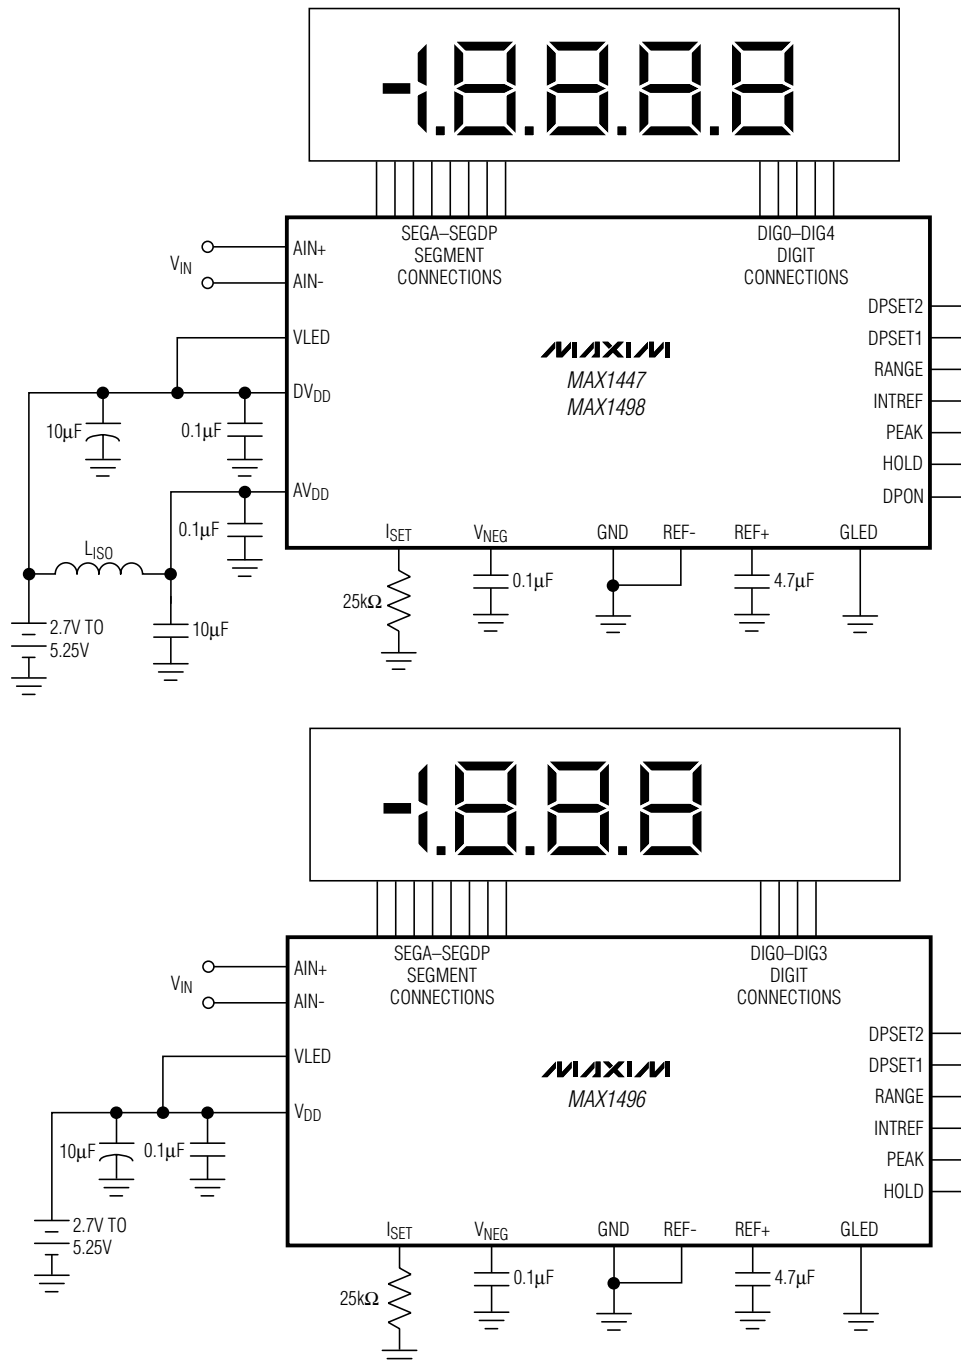 -1.8.8.8.8
SEGA–SEGDP
SEGMENT
CONNECTIONS
DIG0–DIG4
DIGIT
CONNECTIONS
VIN
AIN+
AIN-
VLED
DVDD
AVDD
10µF
0.1µF
0.1µF
LISO
10µF
2.7V TO
5.25V
MAXIM
MAX1447
MAX1498
DPSET2
DPSET1
RANGE
INTREF
PEAK
HOLD
DPON
ISET
VNEG
GND
REF-
REF+
GLED
25kΩ
0.1µF
4.7µF
-1.8.8.8
SEGA–SEGDP
SEGMENT
CONNECTIONS
DIG0–DIG3
DIGIT
CONNECTIONS
VIN
AIN+
AIN-
VLED
VDD
10µF
0.1µF
2.7V TO
5.25V
MAXIM
MAX1496
DPSET2
DPSET1
RANGE
INTREF
PEAK
HOLD
ISET
VNEG
GND
REF-
REF+
GLED
25kΩ
0.1µF
4.7µF